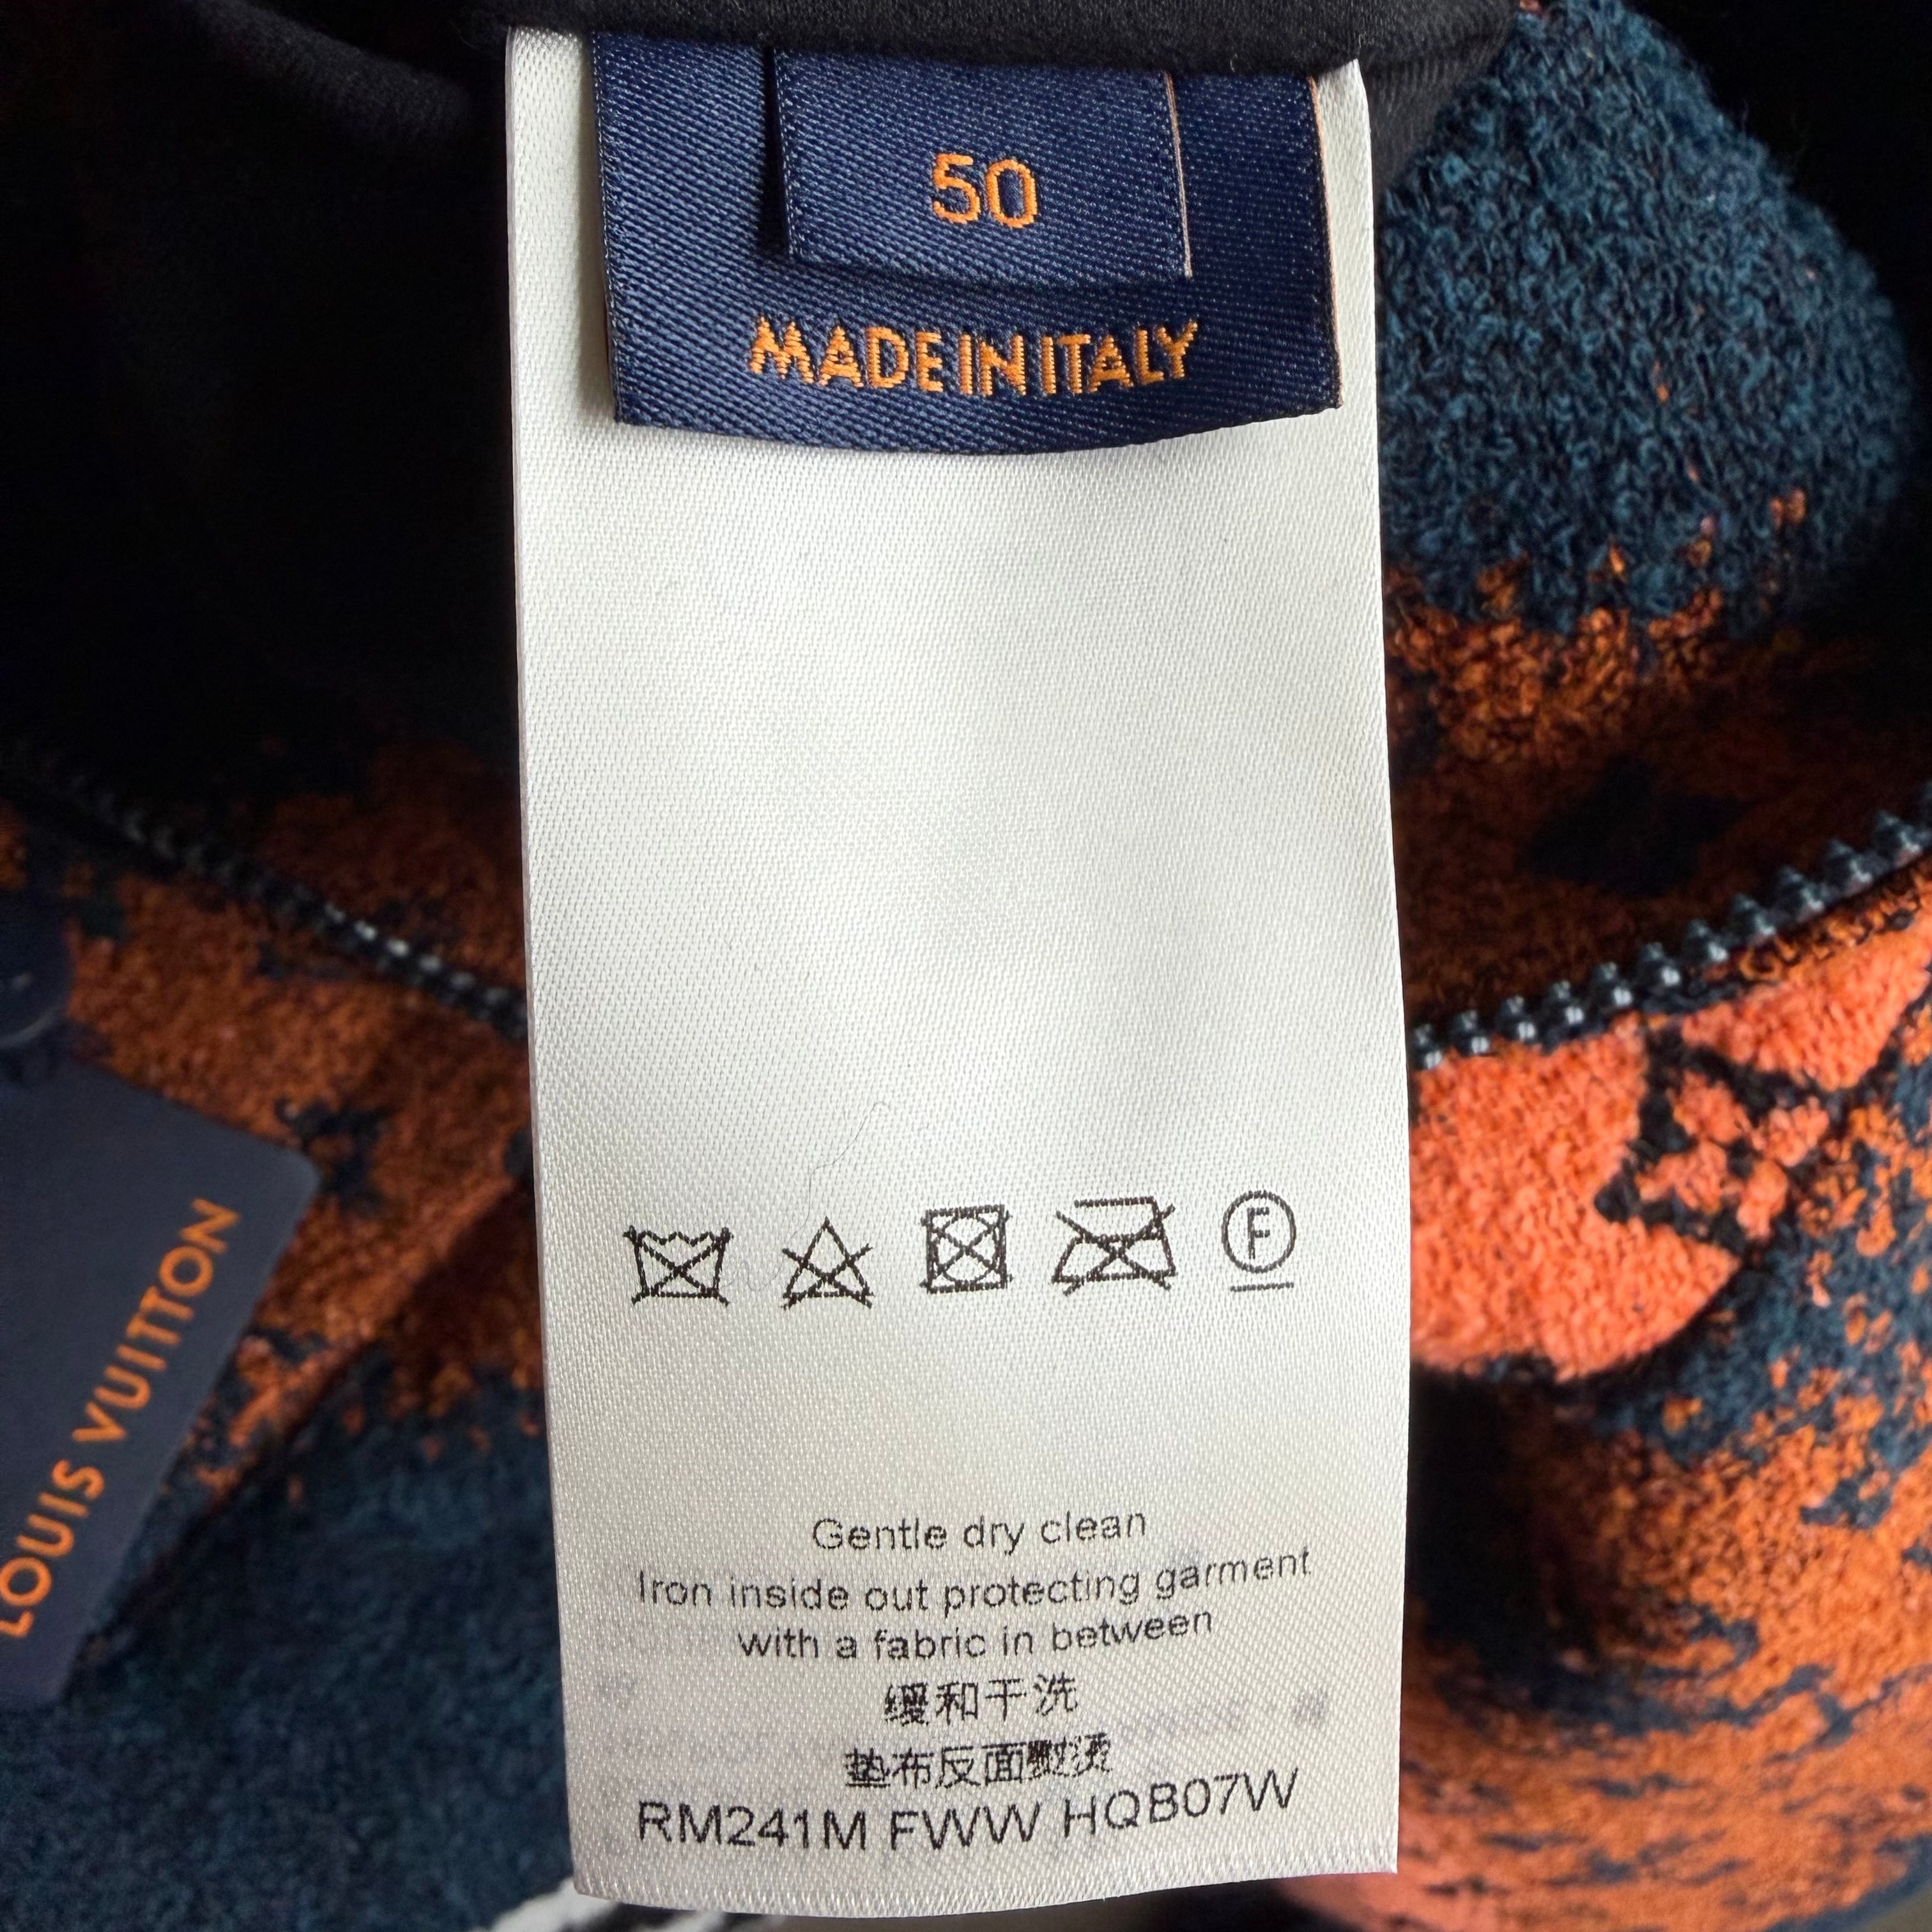 50
MADE IN ITALY
LOUIS VUITTON
F
Gentle dry clean
Iron inside out protecting garment
with a fabric in between
缓和干洗
垫布反面熨烫
RM241M FWW HQB07W